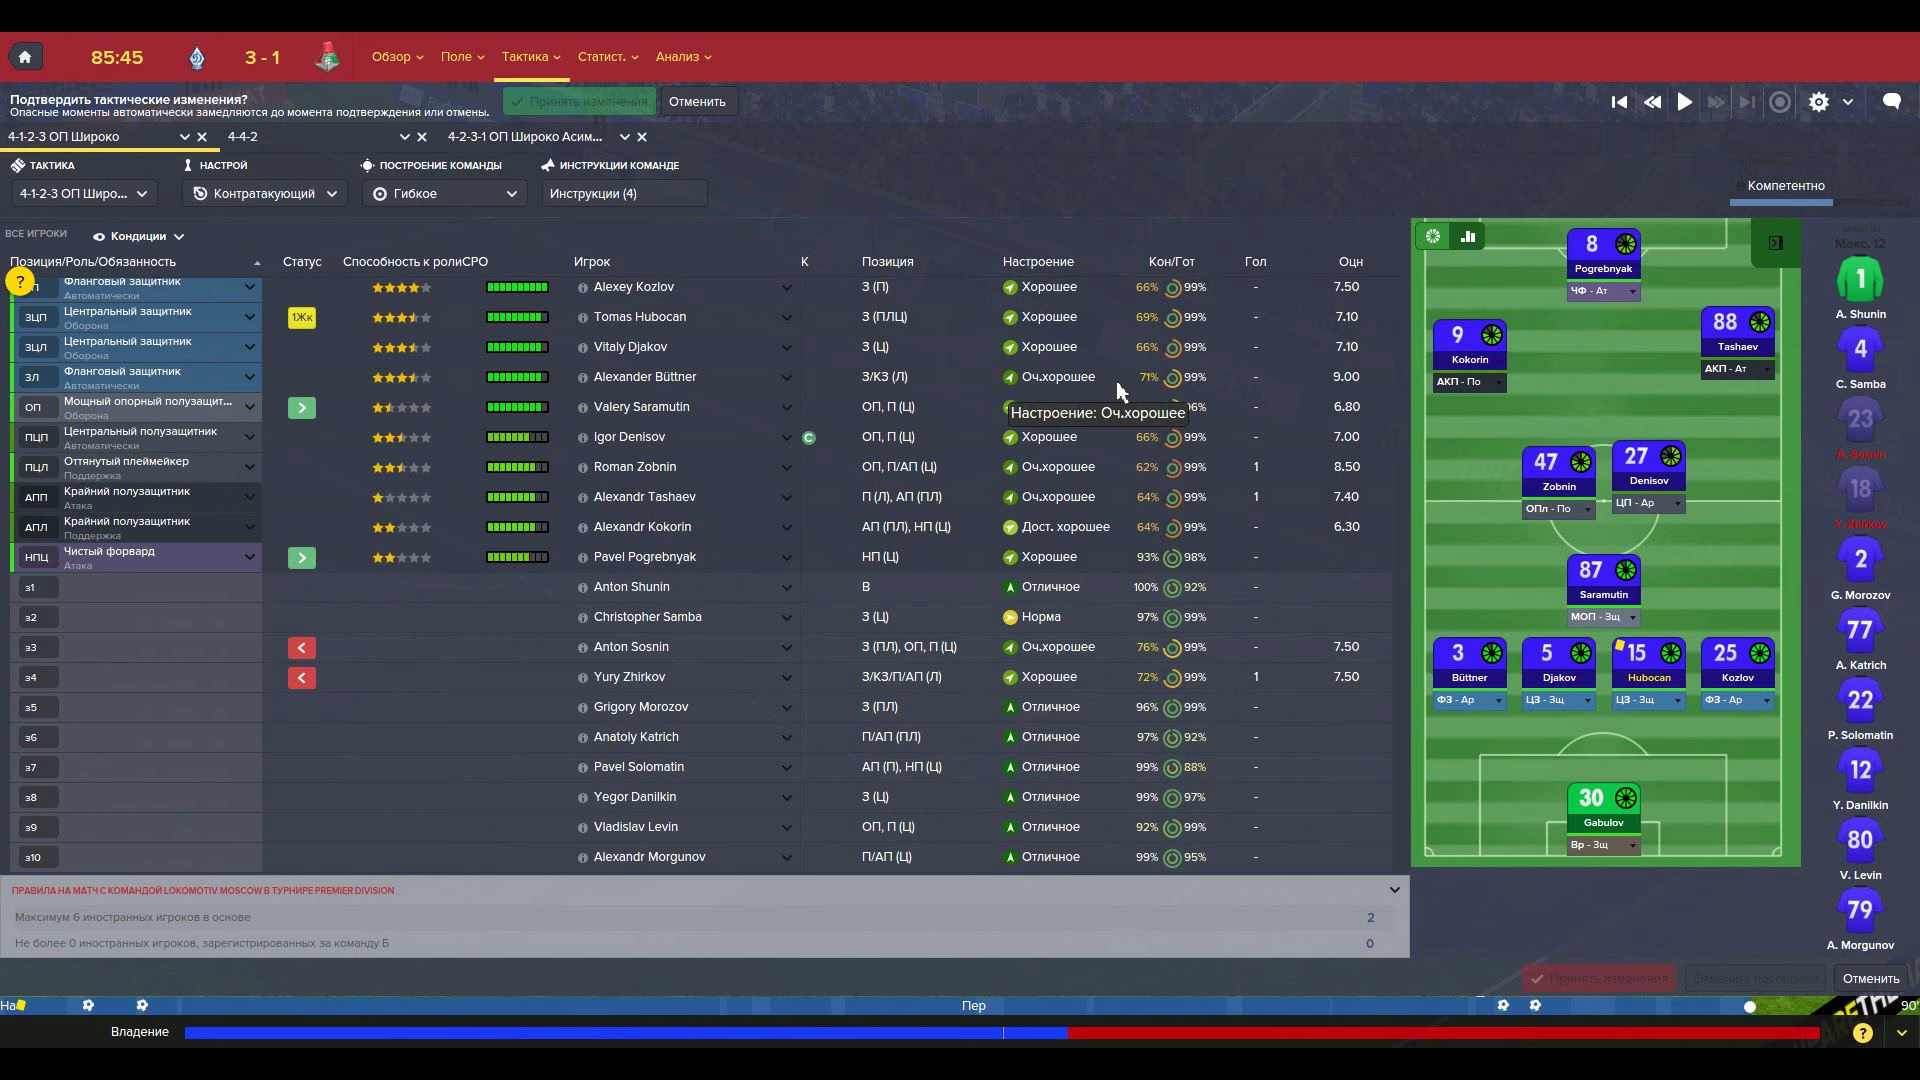 85:45 3 - 1 Обзор Поле Тактика Статист. Анализ
Подтвердить тактические изменения?
Опасные моменты автоматически замедляются до момента подтверждения или отмены.
Принять изменения Отменить
4-1-2-3 ОП Широко 4-4-2 4-2-3-1 ОП Широко Асим...
ТАКТИКА НАСТРОЙ ПОСТРОЕНИЕ КОМАНДЫ ИНСТРУКЦИИ КОМАНДЕ
4-1-2-3 ОП Широ... Контратакующий Гибкое Инструкции (4)
Компетентно
ВСЕ ИГРОКИ Кондиции
Позиция/Роль/Обязанность Статус Способность к ролиСРО Игрок К Позиция Настроение Кон/Гот Гол Оцн
Фланговый защитник
Автоматически
Alexey Kozlov З (П) Хорошее 66% 99% - 7.50
ЗЦП Центральный защитник
Оборона
1Жк Tomas Hubocan З (ПЛЦ) Хорошее 69% 99% - 7.10
ЗЦЛ Центральный защитник
Оборона
Vitaly Djakov З (Ц) Хорошее 66% 99% - 7.10
ЗЛ Фланговый защитник
Автоматически
Alexander Büttner З/КЗ (Л) Оч.хорошее 71% 99% - 9.00
ОП Мощный опорный полузащит...
Оборона
Valery Saramutin ОП, П (Ц) 6% - 6.80
Настроение: Оч.хорошее
ПЦП Центральный полузащитник
Автоматически
Igor Denisov C ОП, П (Ц) Хорошее 66% 99% - 7.00
ПЦЛ Оттянутый плеймейкер
Поддержка
Roman Zobnin ОП, П/АП (Ц) Оч.хорошее 62% 99% 1 8.50
АПП Крайний полузащитник
Атака
Alexandr Tashaev П (Л), АП (ПЛ) Оч.хорошее 64% 99% 1 7.40
АПЛ Крайний полузащитник
Поддержка
Alexandr Kokorin АП (ПЛ), НП (Ц) Дост. хорошее 64% 99% - 6.30
НПЦ Чистый форвард
Атака
Pavel Pogrebnyak НП (Ц) Хорошее 93% 98% -
з1 Anton Shunin В Отличное 100% 92% -
з2 Christopher Samba З (Ц) Норма 97% 99% -
з3 Anton Sosnin З (ПЛ), ОП, П (Ц) Оч.хорошее 76% 99% - 7.50
з4 Yury Zhirkov З/КЗ/П/АП (Л) Хорошее 72% 99% 1 7.50
з5 Grigory Morozov З (ПЛ) Отличное 96% 99% -
з6 Anatoly Katrich П/АП (ПЛ) Отличное 97% 92% -
з7 Pavel Solomatin АП (П), НП (Ц) Отличное 99% 88% -
з8 Yegor Danilkin З (Ц) Отличное 99% 97% -
з9 Vladislav Levin ОП, П (Ц) Отличное 92% 99% -
з10 Alexandr Morgunov П/АП (Ц) Отличное 99% 95% -
8
Pogrebnyak
ЧФ - Ат
9
Kokorin
АКП - По
88
Tashaev
АКП - Ат
47
Zobnin
ОПл - По
27
Denisov
ЦП - Ар
87
Saramutin
МОП - Зщ
3
Büttner
ФЗ - Ар
5
Djakov
ЦЗ - Зщ
15
Hubocan
ЦЗ - Зщ
25
Kozlov
ФЗ - Ар
30
Gabulov
Вр - Зщ
Макс. 12
1
A. Shunin
4
C. Samba
23
A. Sosnin
18
Y. Zhirkov
2
G. Morozov
77
A. Katrich
22
P. Solomatin
12
Y. Danilkin
80
V. Levin
79
A. Morgunov
ПРАВИЛА НА МАТЧ С КОМАНДОЙ LOKOMOTIV MOSCOW В ТУРНИРЕ PREMIER DIVISION
Максимум 6 иностранных игроков в основе 2
Не более 0 иностранных игроков, зарегистрированных за команду Б 0
Принять изменения Отменить последнее Отменить
На Пер 90'
Владение